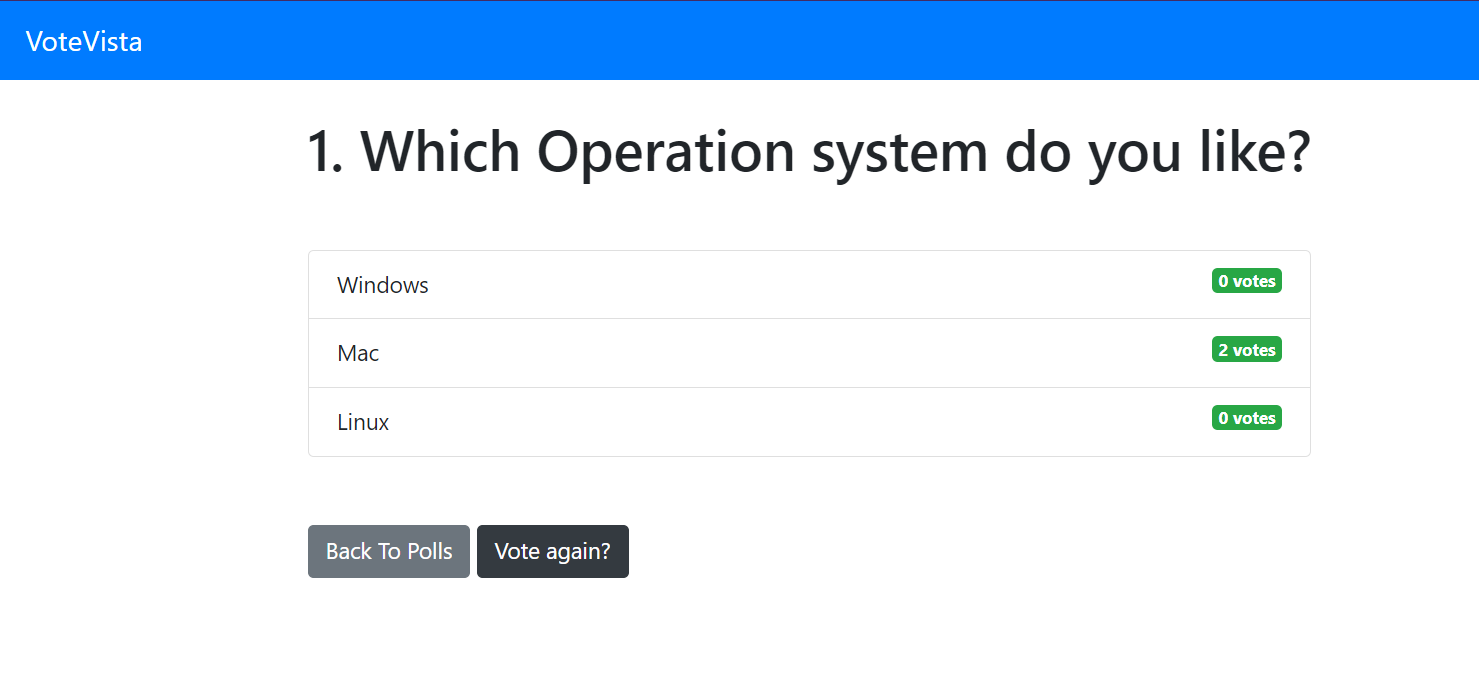 VoteVista
1. Which Operation system do you like?
Windows 0 votes
Mac 2 votes
Linux 0 votes
Back To Polls Vote again?